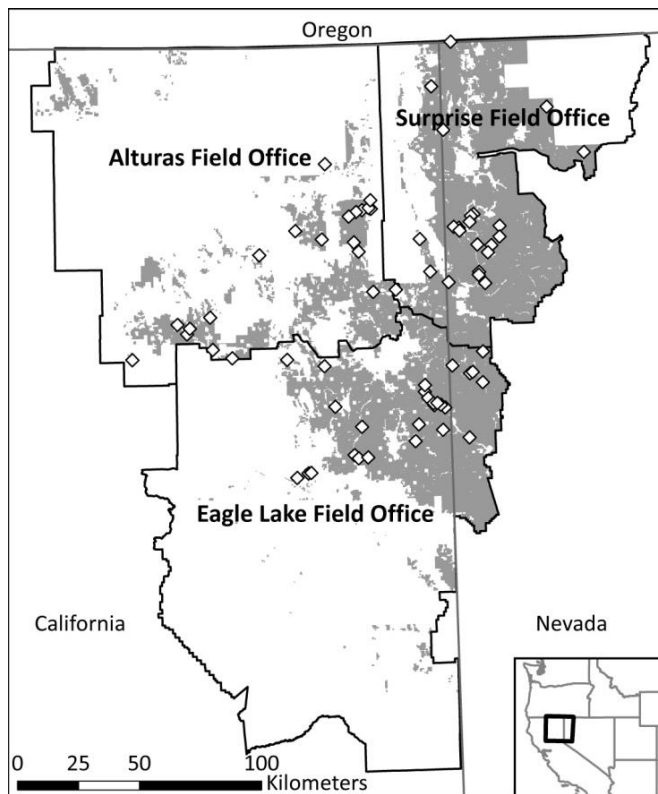 Oregon
Surprise Field Office
Alturas Field Office
Eagle Lake Field Office
California
Nevada
0 25 50 100
Kilometers